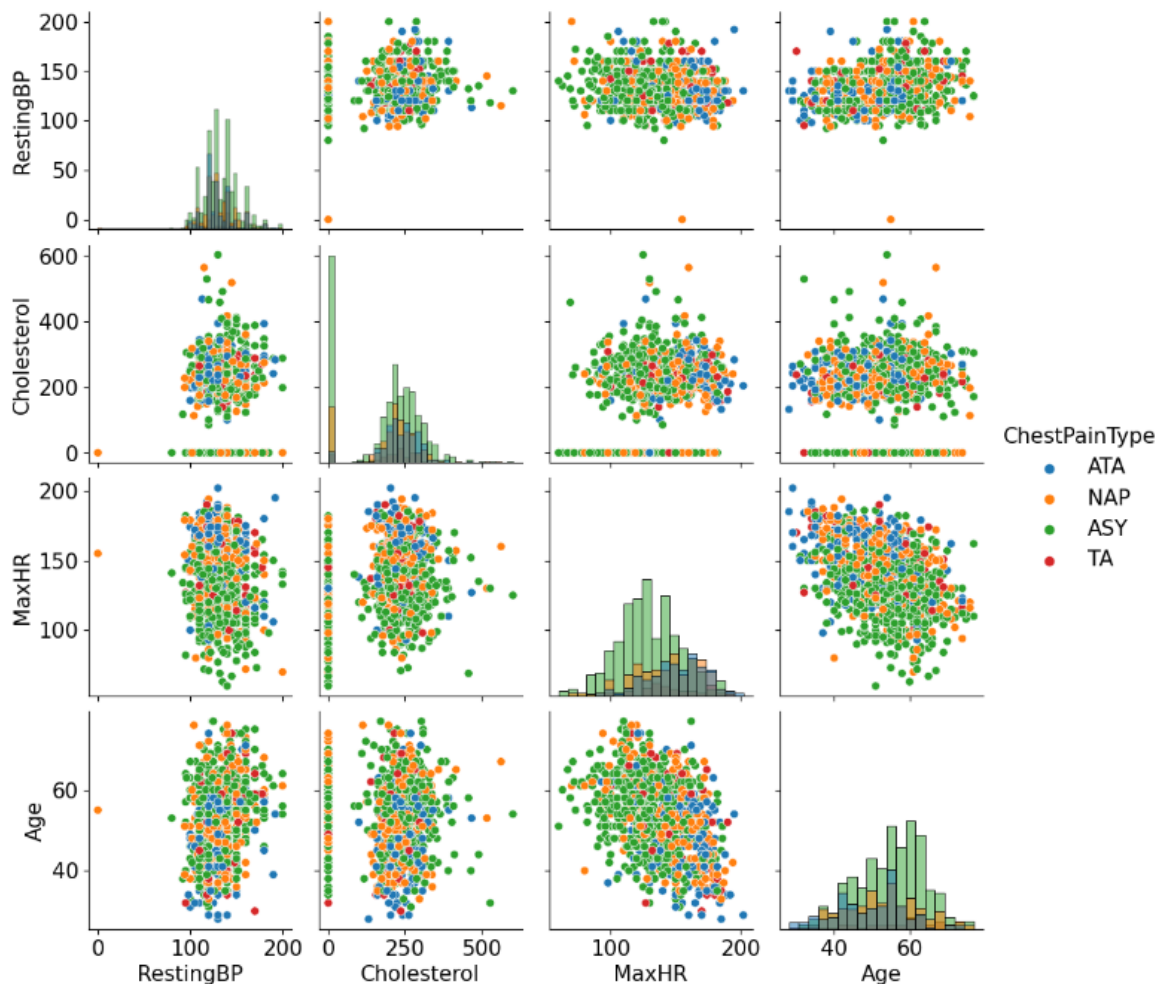 RestingBP
200
150
100
50
0
Cholesterol
600
400
200
0
ChestPainType
ATA
NAP
ASY
TA
MaxHR
200
150
100
Age
60
40
0 100 200 0 250 500 100 200 40 60
RestingBP Cholesterol MaxHR Age